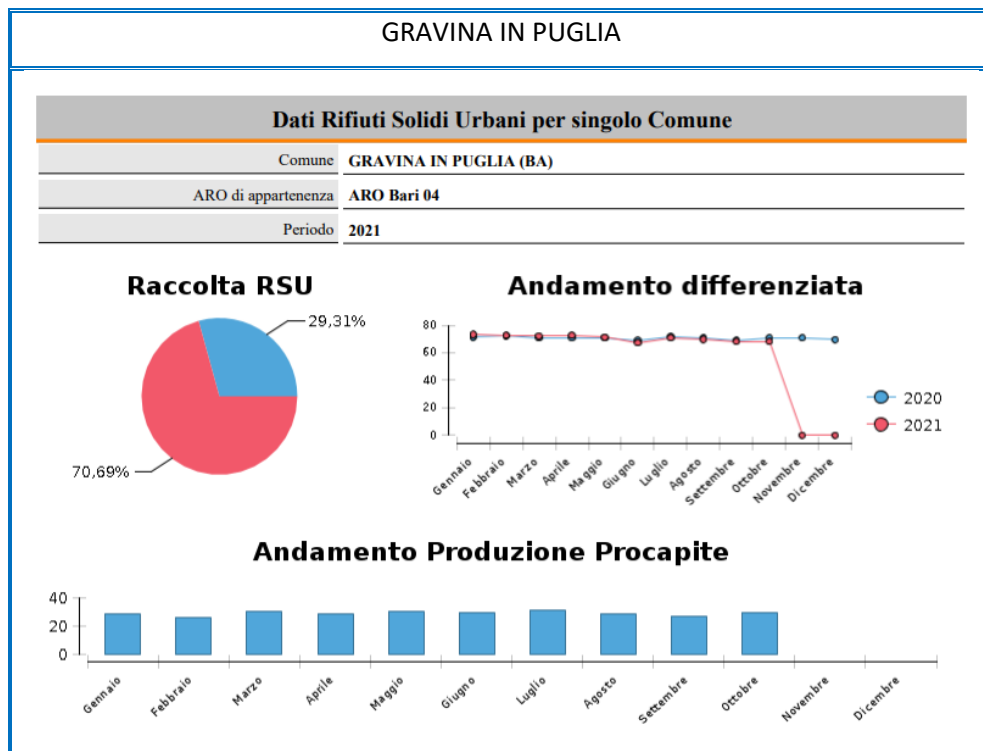 GRAVINA IN PUGLIA
Dati Rifiuti Solidi Urbani per singolo Comune
Comune GRAVINA IN PUGLIA (BA)
ARO di appartenenza ARO Bari 04
Periodo 2021
Raccolta RSU
29,31%
70,69%
Andamento differenziata
80
60
40
20
0
Gennaio Febbraio Marzo Aprile Maggio Giugno Luglio Agosto Settembre Ottobre Novembre Dicembre
2020
2021
Andamento Produzione Procapite
40
20
0
Gennaio Febbraio Marzo Aprile Maggio Giugno Luglio Agosto Settembre Ottobre Novembre Dicembre